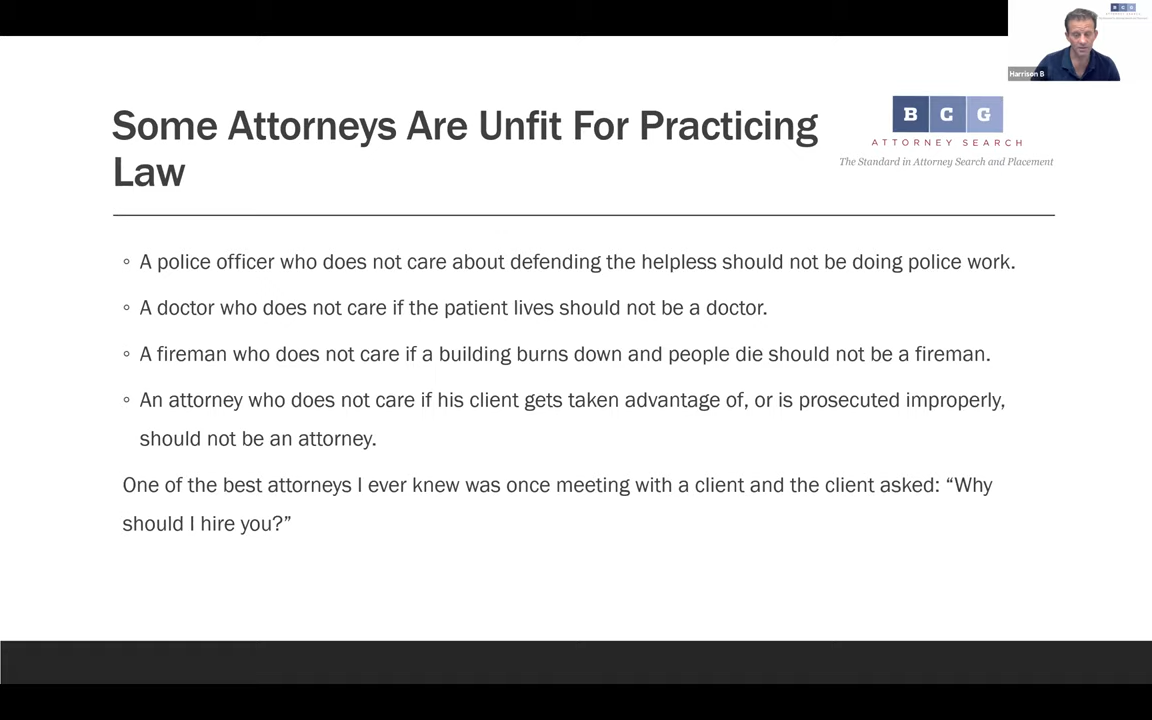 Some Attorneys Are Unfit For Practicing
Law
B C G
ATTORNEY SEARCH
The Standard in Attorney Search and Placement
Harrison B
B C G
◦ A police officer who does not care about defending the helpless should not be doing police work.
◦ A doctor who does not care if the patient lives should not be a doctor.
◦ A fireman who does not care if a building burns down and people die should not be a fireman.
◦ An attorney who does not care if his client gets taken advantage of, or is prosecuted improperly,
should not be an attorney.
One of the best attorneys I ever knew was once meeting with a client and the client asked: “Why
should I hire you?”